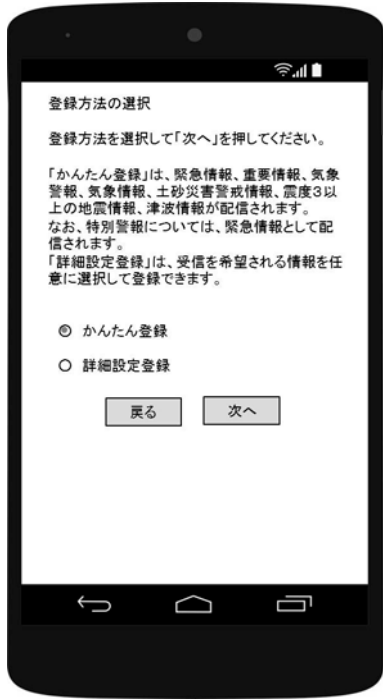 登録方法の選択
登録方法を選択して「次へ」を押してください。
「かんたん登録」は、緊急情報、重要情報、気象
警報、気象情報、土砂災害警戒情報、震度3以
上の地震情報、津波情報が配信されます。
なお、特別警報については、緊急情報として配
信されます。
「詳細設定登録」は、受信を希望される情報を任
意に選択して登録できます。
かんたん登録
詳細設定登録
戻る 次へ